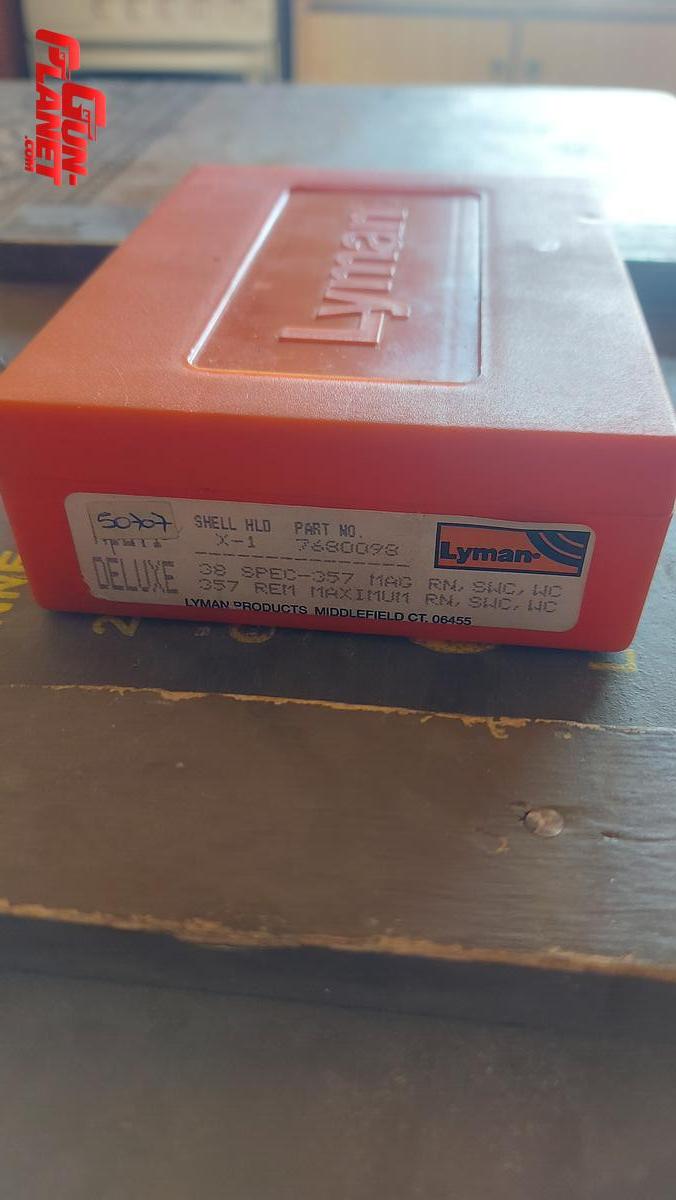 GUN-
PLANET
.com
Lyman
50707
SHELL HLD PART NO.
X-1 7680098
DELUXE
Lyman
38 SPEC-357 MAG RN, SWC, WC
357 REM MAXIMUM RN, SWC, WC
LYMAN PRODUCTS MIDDLEFIELD CT. 06455